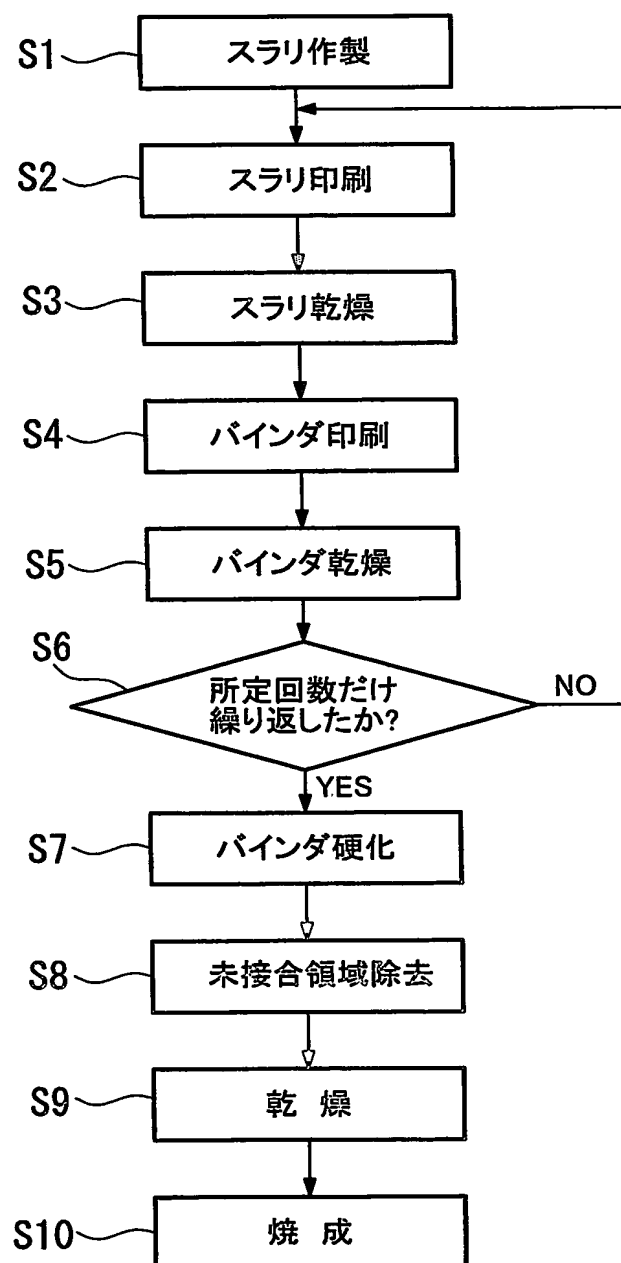 S1 スラリ作製
S2 スラリ印刷
S3 スラリ乾燥
S4 バインダ印刷
S5 バインダ乾燥
S6
所定回数だけ
繰り返したか?
NO
YES
S7 バインダ硬化
S8 未接合領域除去
S9 乾 燥
S10 焼 成